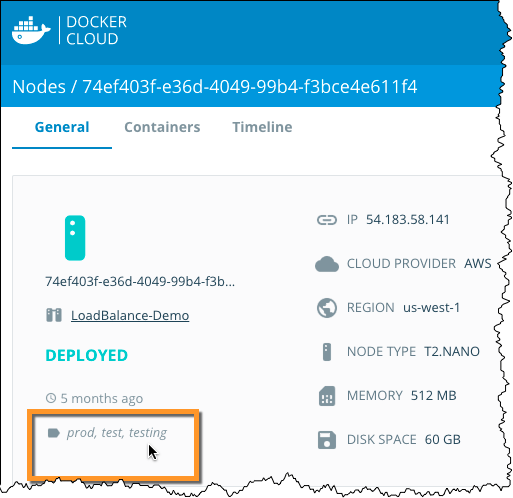 DOCKER
CLOUD
Nodes / 74ef403f-e36d-4049-99b4-f3bce4e611f4
General Containers Timeline
74ef403f-e36d-4049-99b4-f3b...
LoadBalance-Demo
DEPLOYED
5 months ago
prod, test, testing
IP 54.183.58.141
CLOUD PROVIDER AWS
REGION us-west-1
NODE TYPE T2.NANO
MEMORY 512 MB
DISK SPACE 60 GB